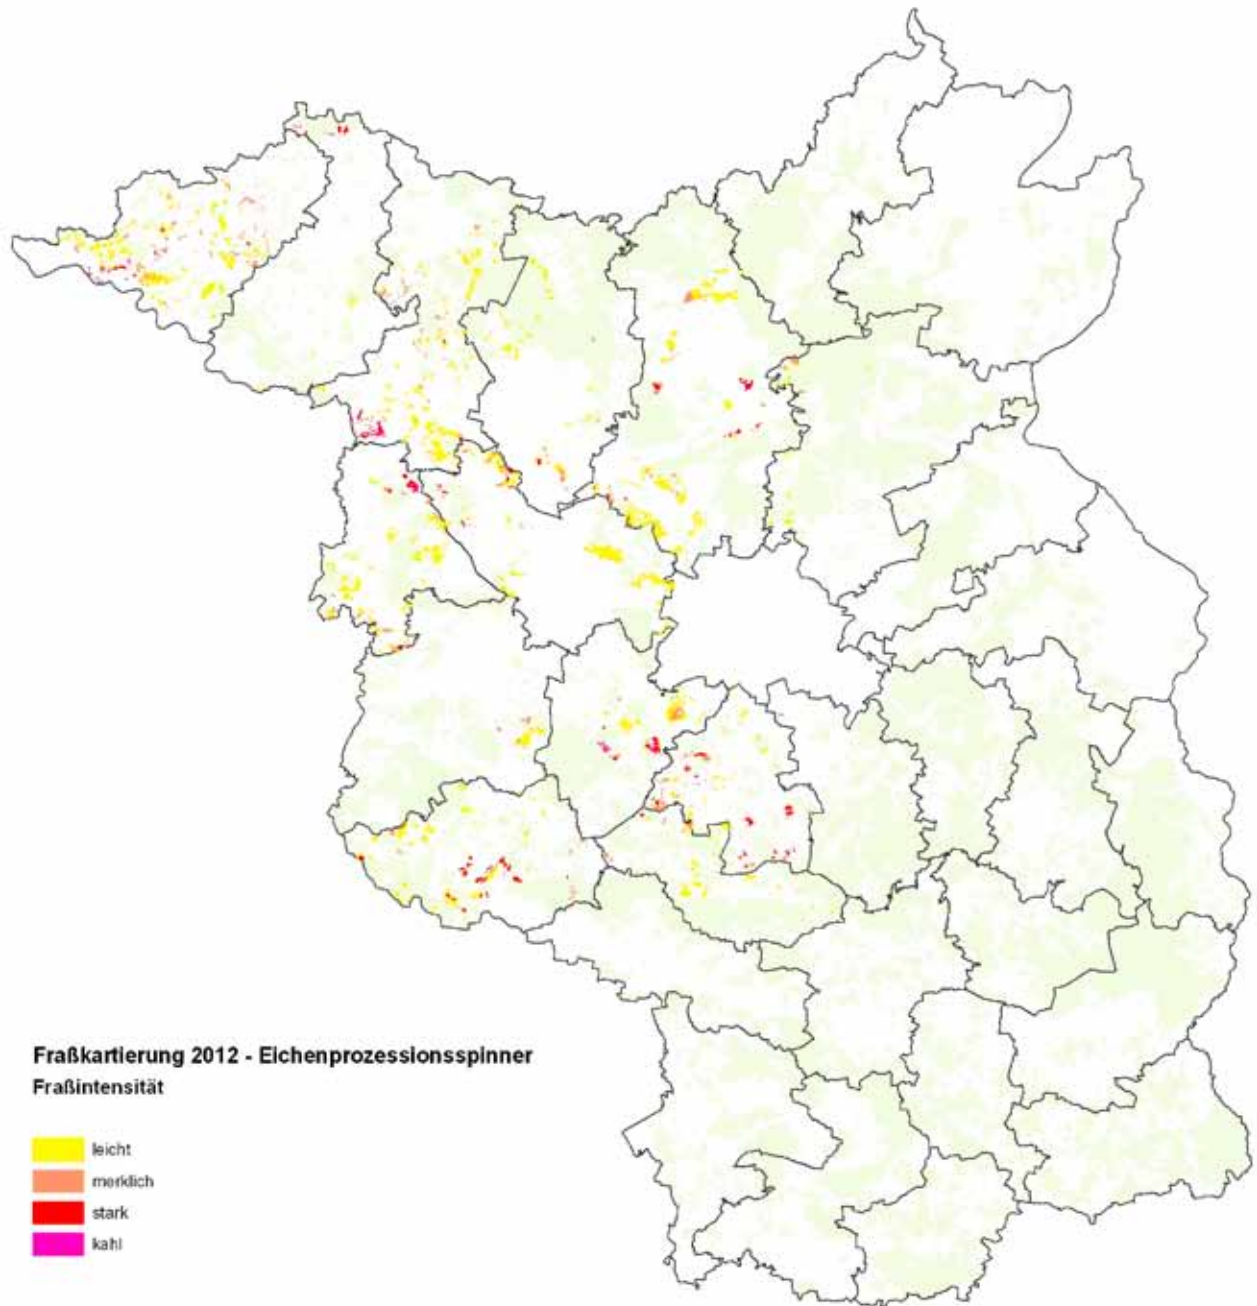 Fraßkartierung 2012 - Eichenprozessionsspinner
Fraßintensität
leicht
merklich
stark
kahl